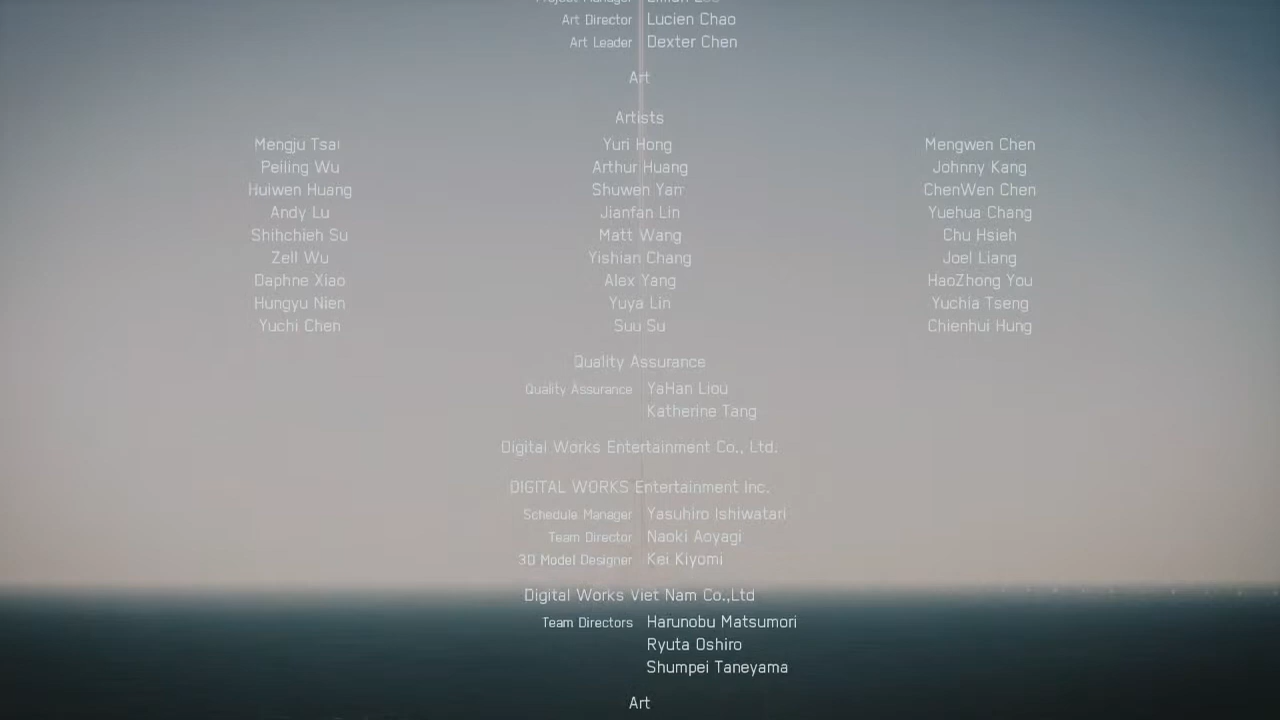 Project Manager
Art Director Lucien Chao
Art Leader Dexter Chen
Art
Artists
Mengju Tsai Yuri Hong Mengwen Chen
Peiling Wu Arthur Huang Johnny Kang
Huiwen Huang Shuwen Yan ChenWen Chen
Andy Lu Jianfan Lin Yuehua Chang
Shihchieh Su Matt Wang Chu Hsieh
Zell Wu Yishian Chang Joel Liang
Daphne Xiao Alex Yang HaoZhong You
Hungyu Nien Yuya Lin Yuchia Tseng
Yuchi Chen Suu Su Chienhui Hung
Quality Assurance
Quality Assurance YaHan Liou
Katherine Tang
Digital Works Entertainment Co., Ltd.
DIGITAL WORKS Entertainment Inc.
Schedule Manager Yasuhiro Ishiwatari
Team Director Naoki Aoyagi
3D Model Designer Kei Kiyomi
Digital Works Viet Nam Co.,Ltd
Team Directors Harunobu Matsumori
Ryuta Oshiro
Shumpei Taneyama
Art